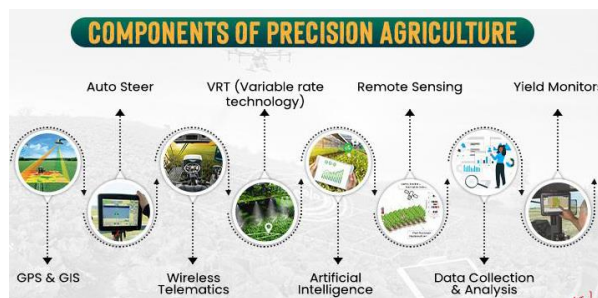 COMPONENTS OF PRECISION AGRICULTURE
Auto Steer
VRT (Variable rate
technology)
Remote Sensing
Yield Monitors
GPS & GIS
Wireless
Telematics
Artificial
Intelligence
Data Collection
& Analysis